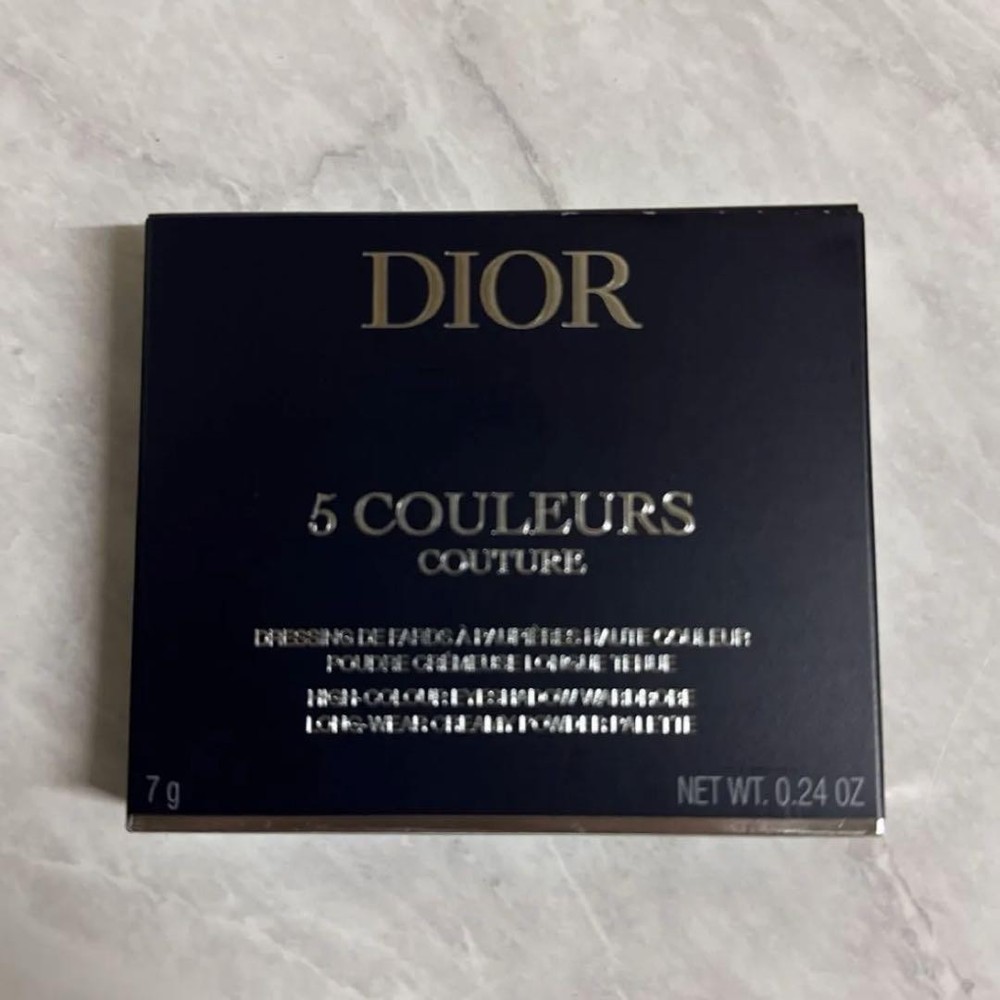 DIOR
5 COULEURS
COUTURE
DRESSING DE FARDS À PAUPIÈRES HAUTE COULEUR
POUDRE CRÉMEUSE LONGUE TENUE
HIGH-COLOUR EYESHADOW WARDROBE
LONG-WEAR CREAMY POWDER PALETTE
7 g
NET WT. 0.24 OZ